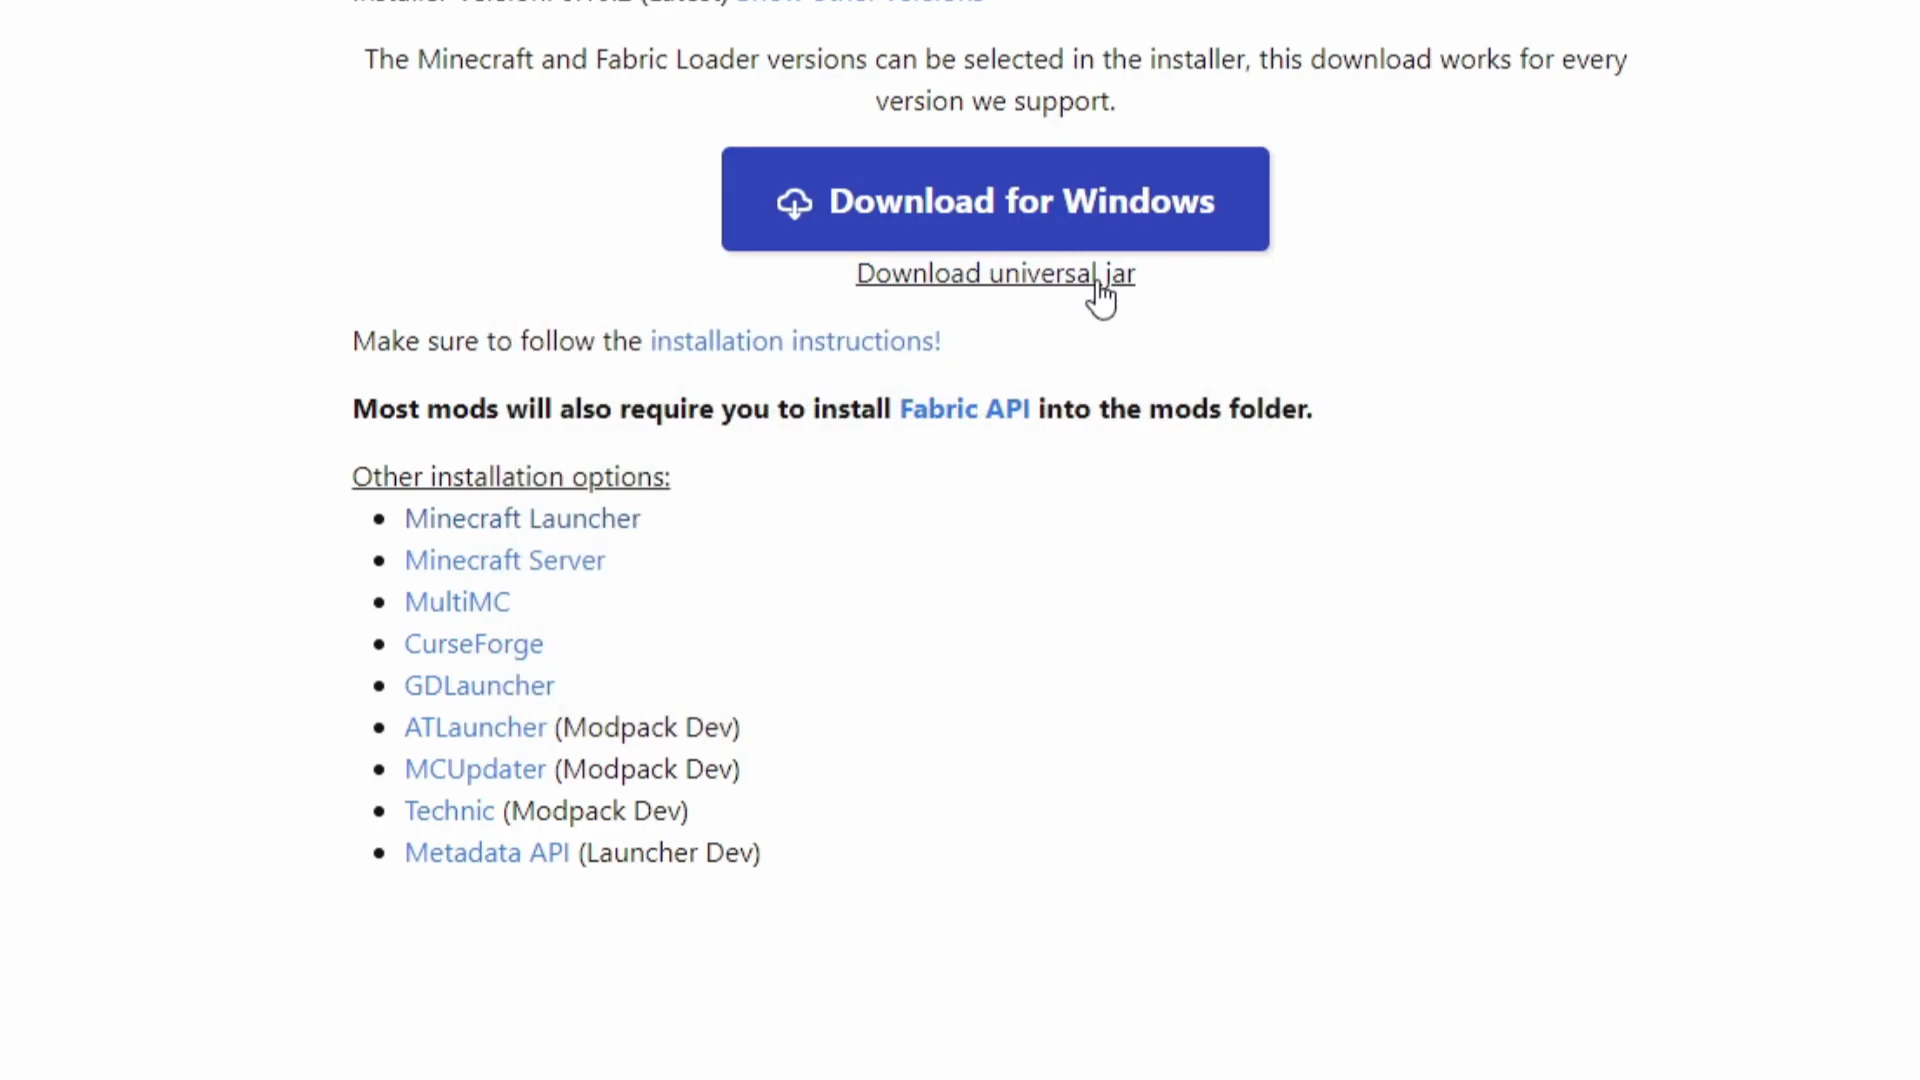 The Minecraft and Fabric Loader versions can be selected in the installer, this download works for every
version we support.
Download for Windows
Download universal jar
Make sure to follow the installation instructions!
Most mods will also require you to install Fabric API into the mods folder.
Other installation options:
Minecraft Launcher
Minecraft Server
MultiMC
CurseForge
GDLauncher
ATLauncher (Modpack Dev)
MCUpdater (Modpack Dev)
Technic (Modpack Dev)
Metadata API (Launcher Dev)